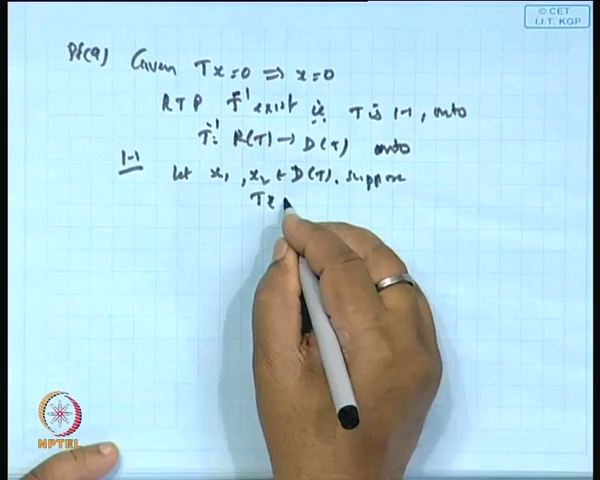 © CET
I.I.T. KGP
Pf(a) Given Tx=0 ⇒ x=0
RTP T⁻¹ exist i.e. T is 1-1, onto
T⁻¹: R(T) → D(T) onto
1-1 let x₁, x₂ ∈ D(T). Suppose
Tx
NPTEL